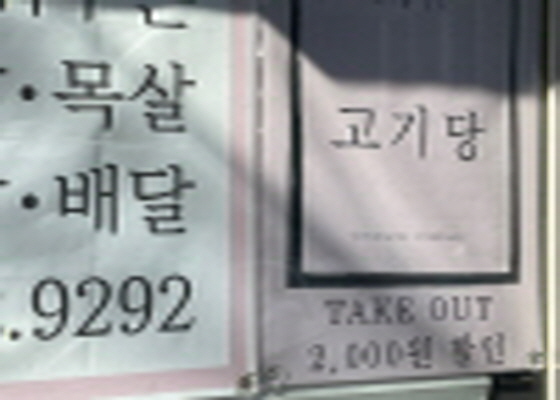 ·목살
·배달
.9292
고기당
TAKE OUT
2,000원 할인